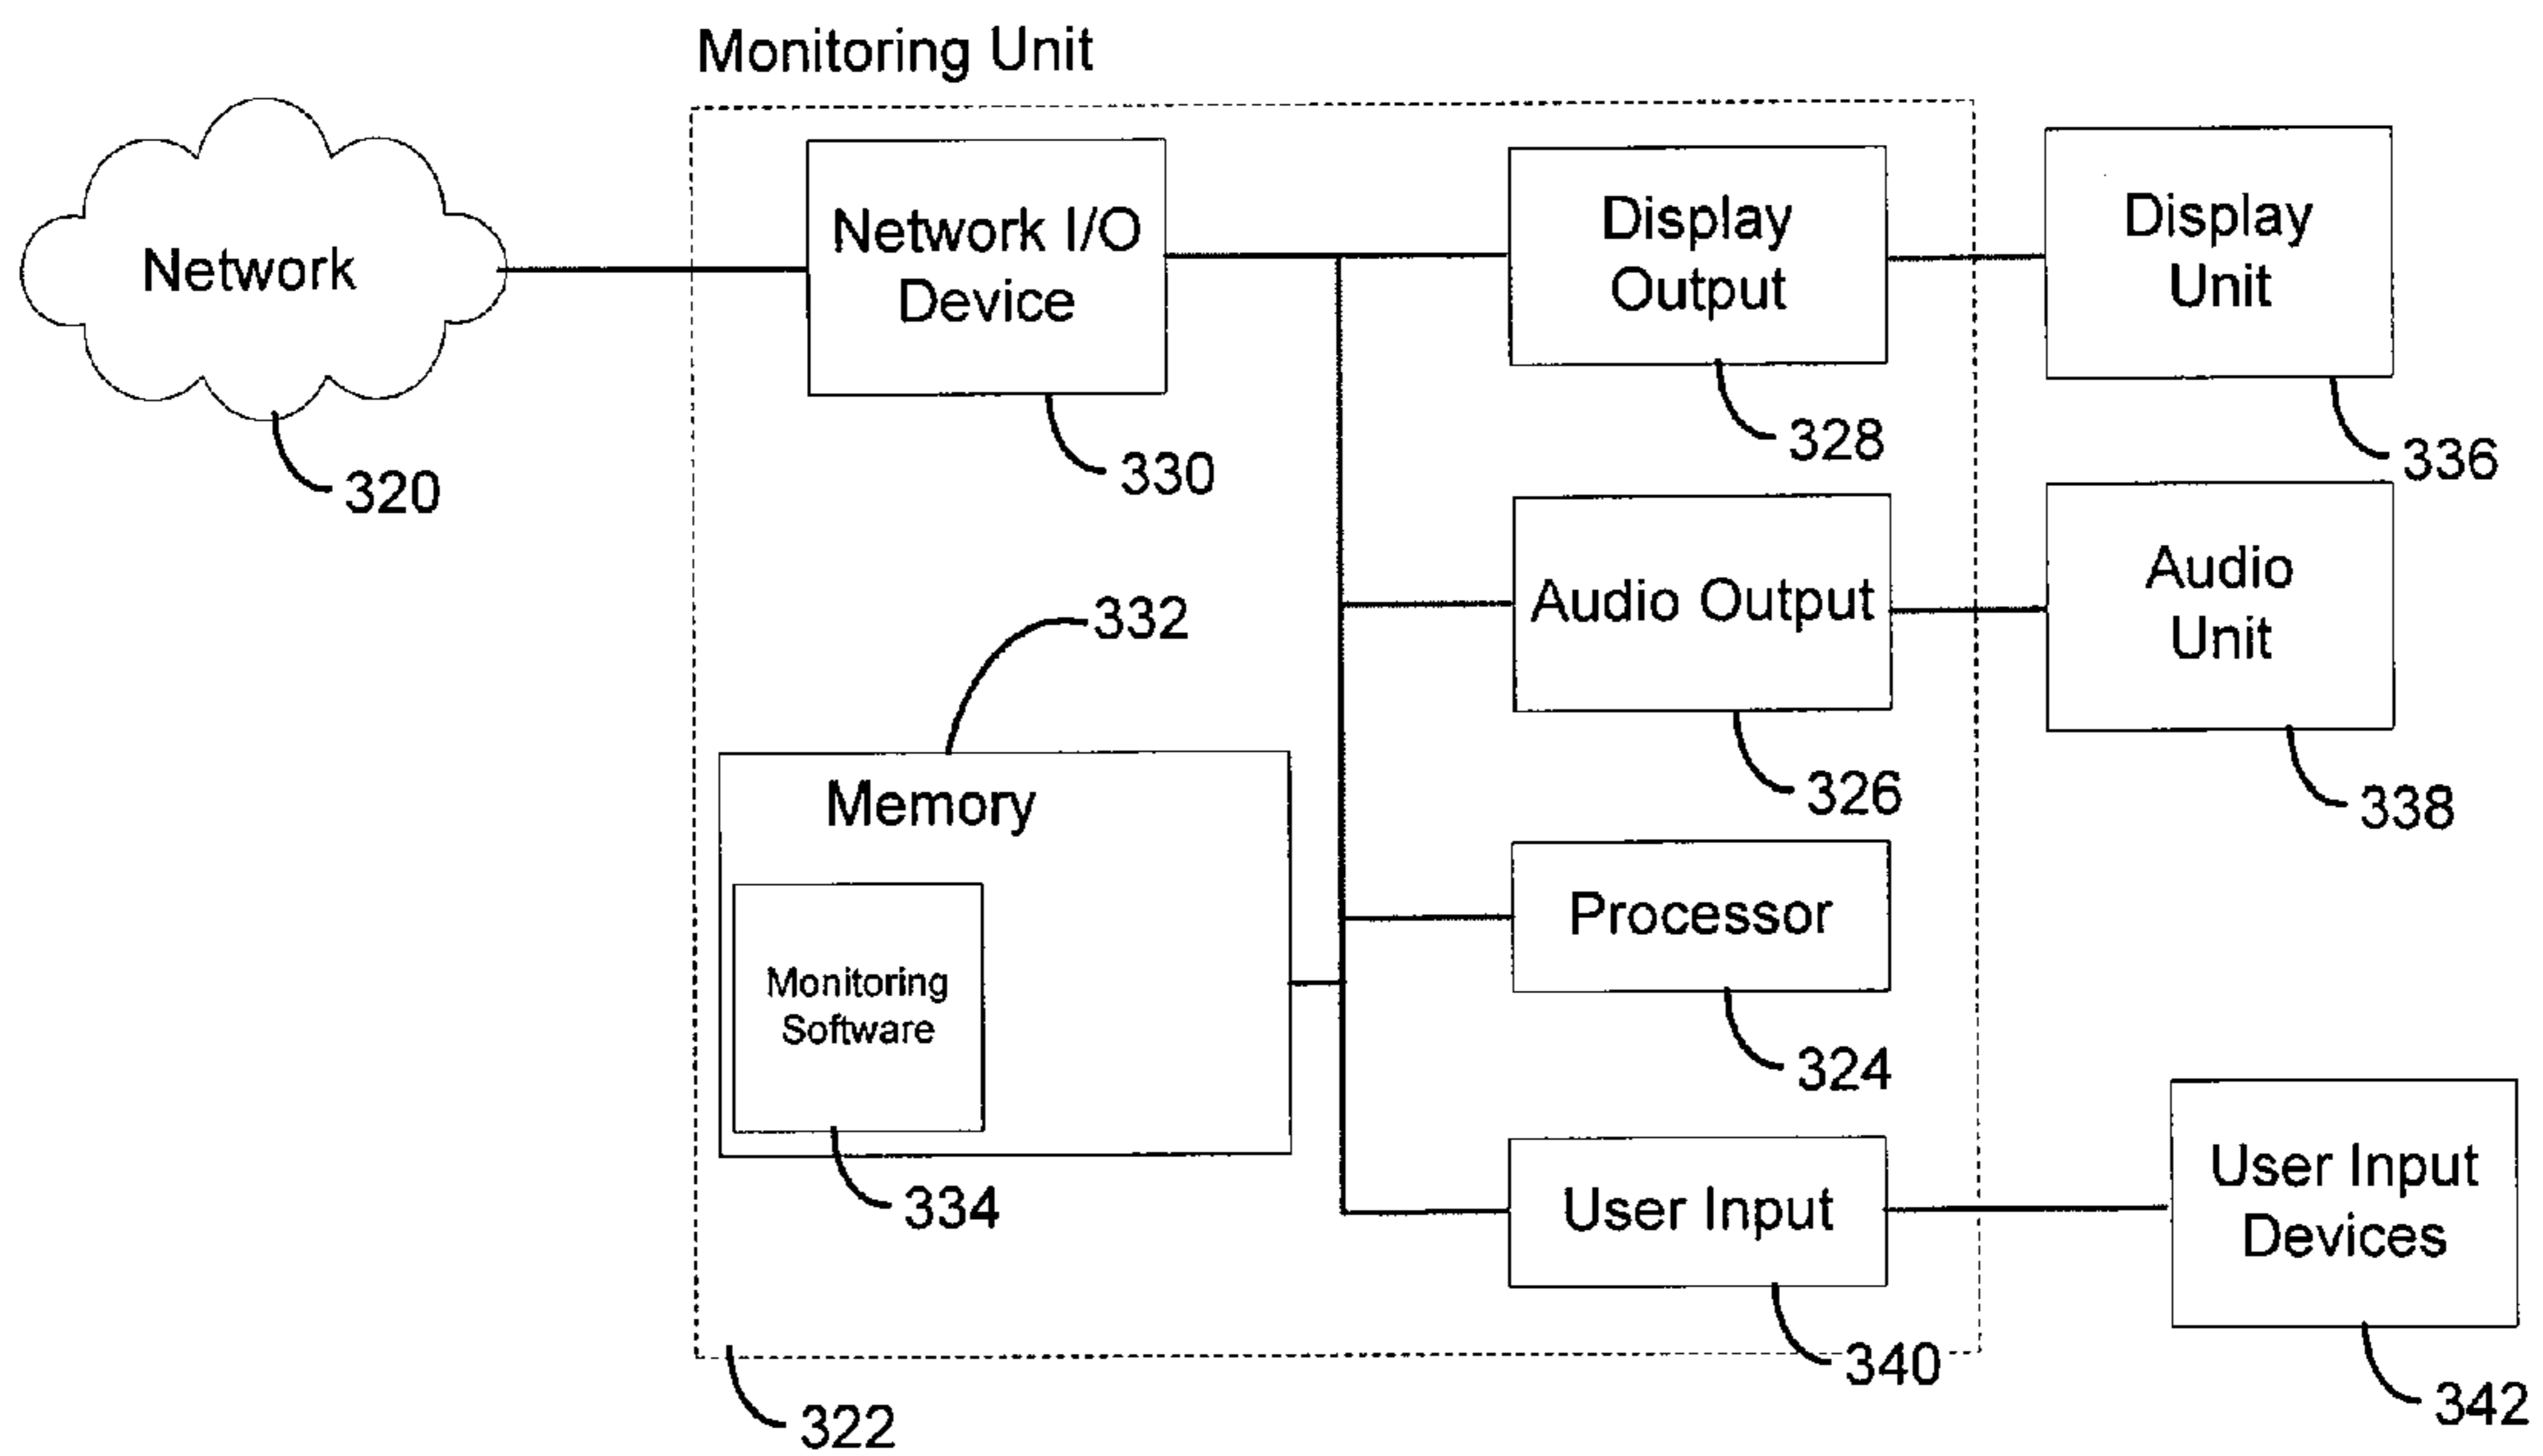 Monitoring Unit
Network
320
Network I/O
Device
330
Display
Output
328
Display
Unit
336
Audio Output
326
Audio
Unit
338
332
Memory
Monitoring
Software
334
Processor
324
User Input
340
User Input
Devices
342
322